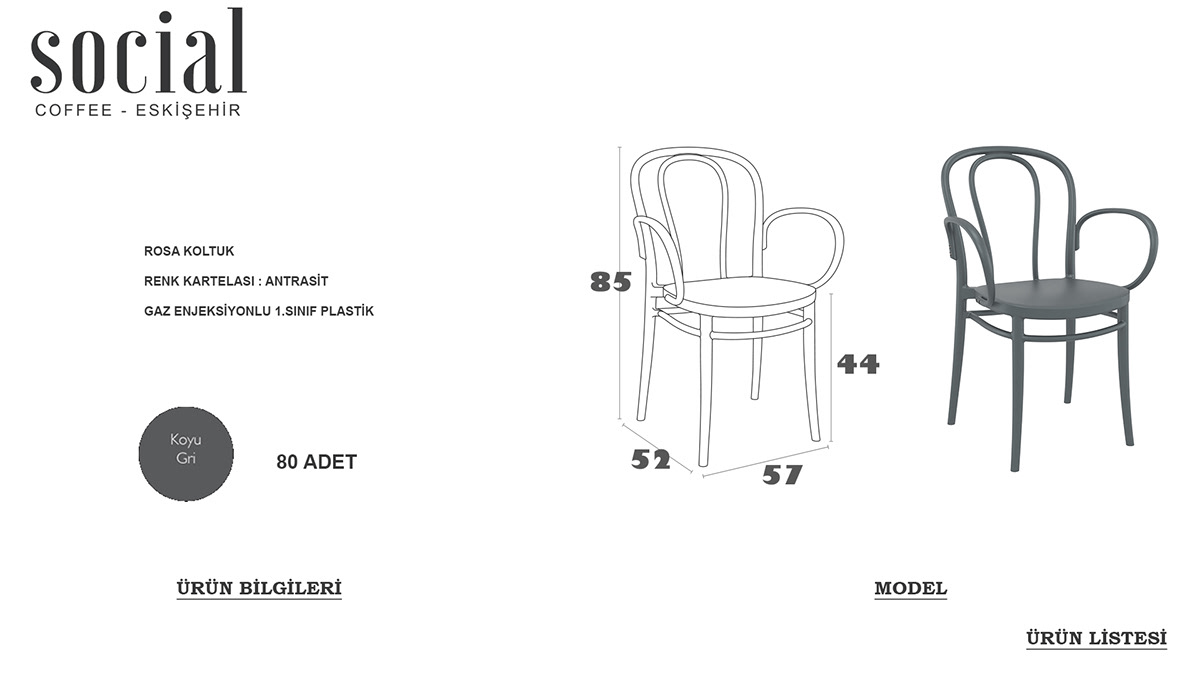 social
COFFEE - ESKİŞEHİR
ROSA KOLTUK
RENK KARTELASI : ANTRASİT
GAZ ENJEKSİYONLU 1.SINIF PLASTİK
Koyu
Gri
80 ADET
85
44
52
57
ÜRÜN BİLGİLERİ
MODEL
ÜRÜN LİSTESİ